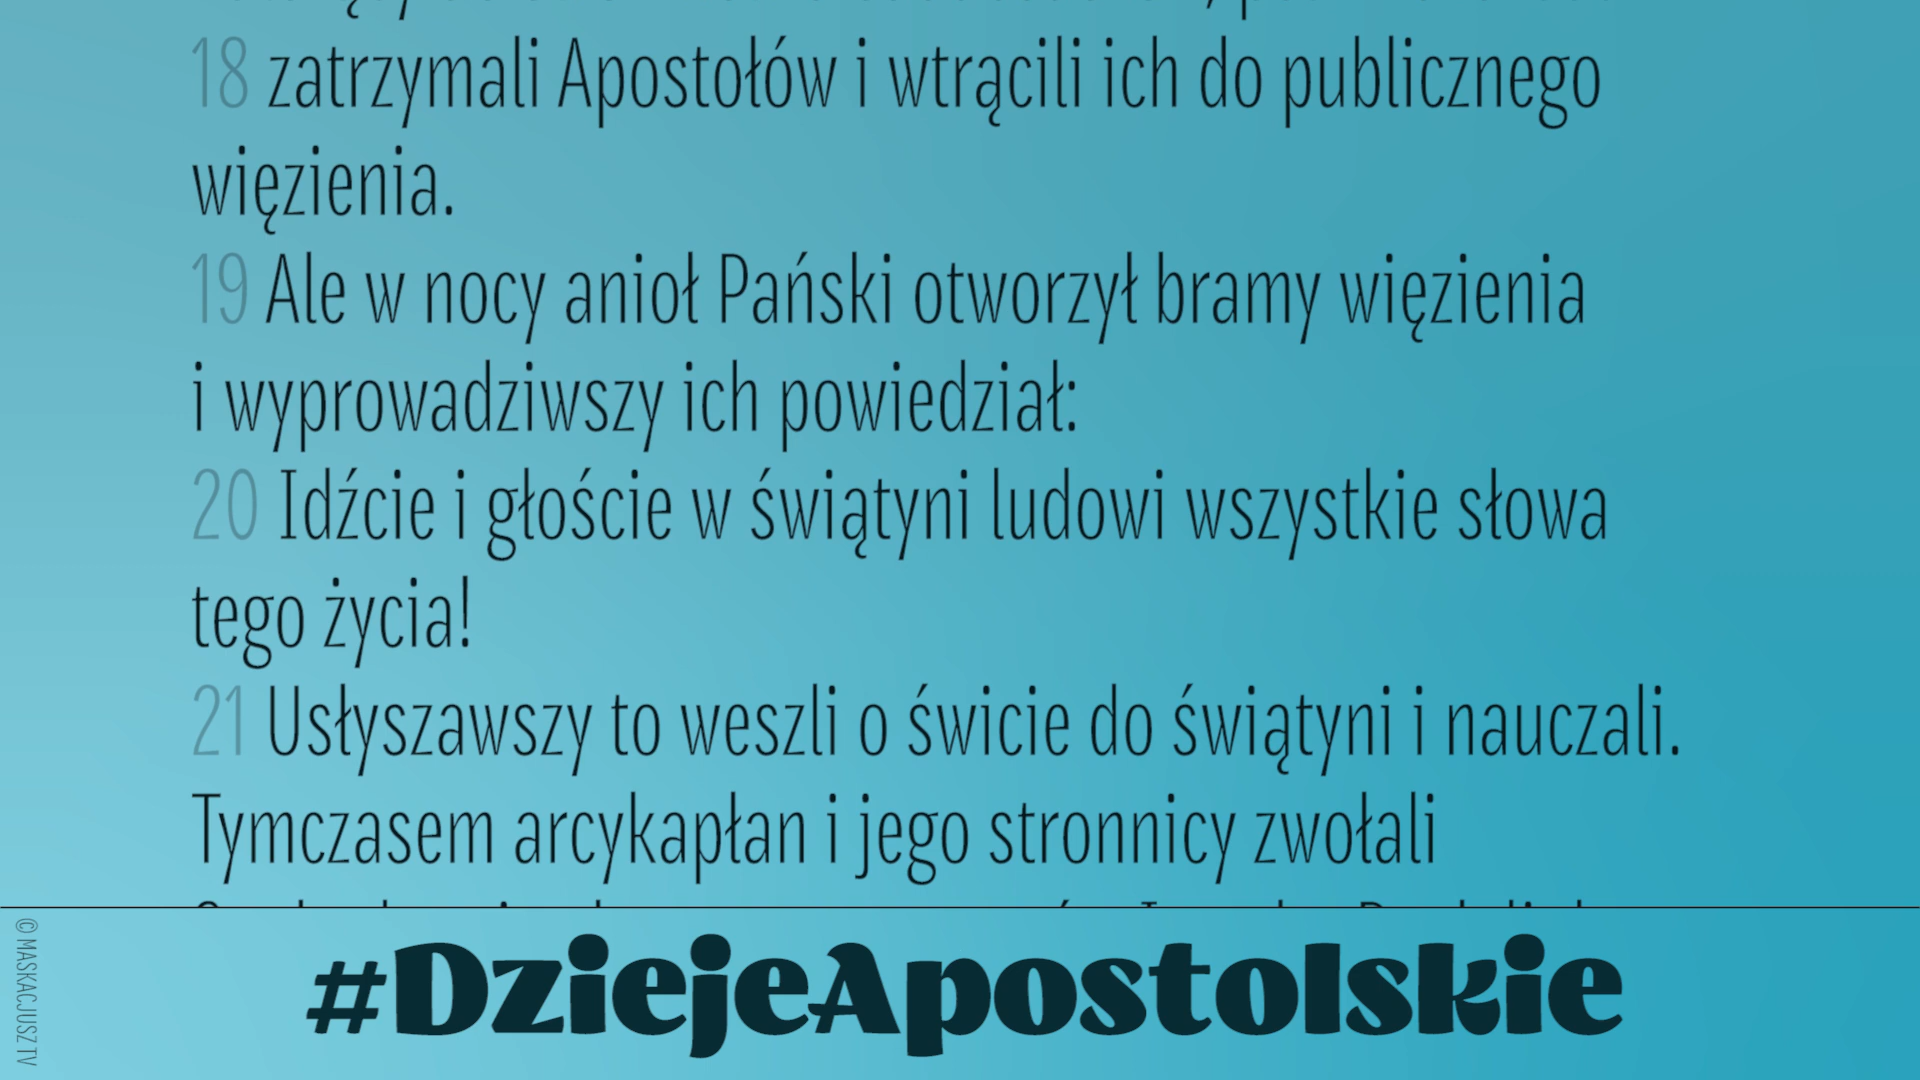 18 zatrzymali Apostołów i wtrącili ich do publicznego
więzienia.
19 Ale w nocy anioł Pański otworzył bramy więzienia
i wyprowadziwszy ich powiedział:
20 Idźcie i głoście w świątyni ludowi wszystkie słowa
tego życia!
21 Usłyszawszy to weszli o świcie do świątyni i nauczali.
Tymczasem arcykapłan i jego stronnicy zwołali
#DziejeApostolskie
© MASKACJUSZ TV